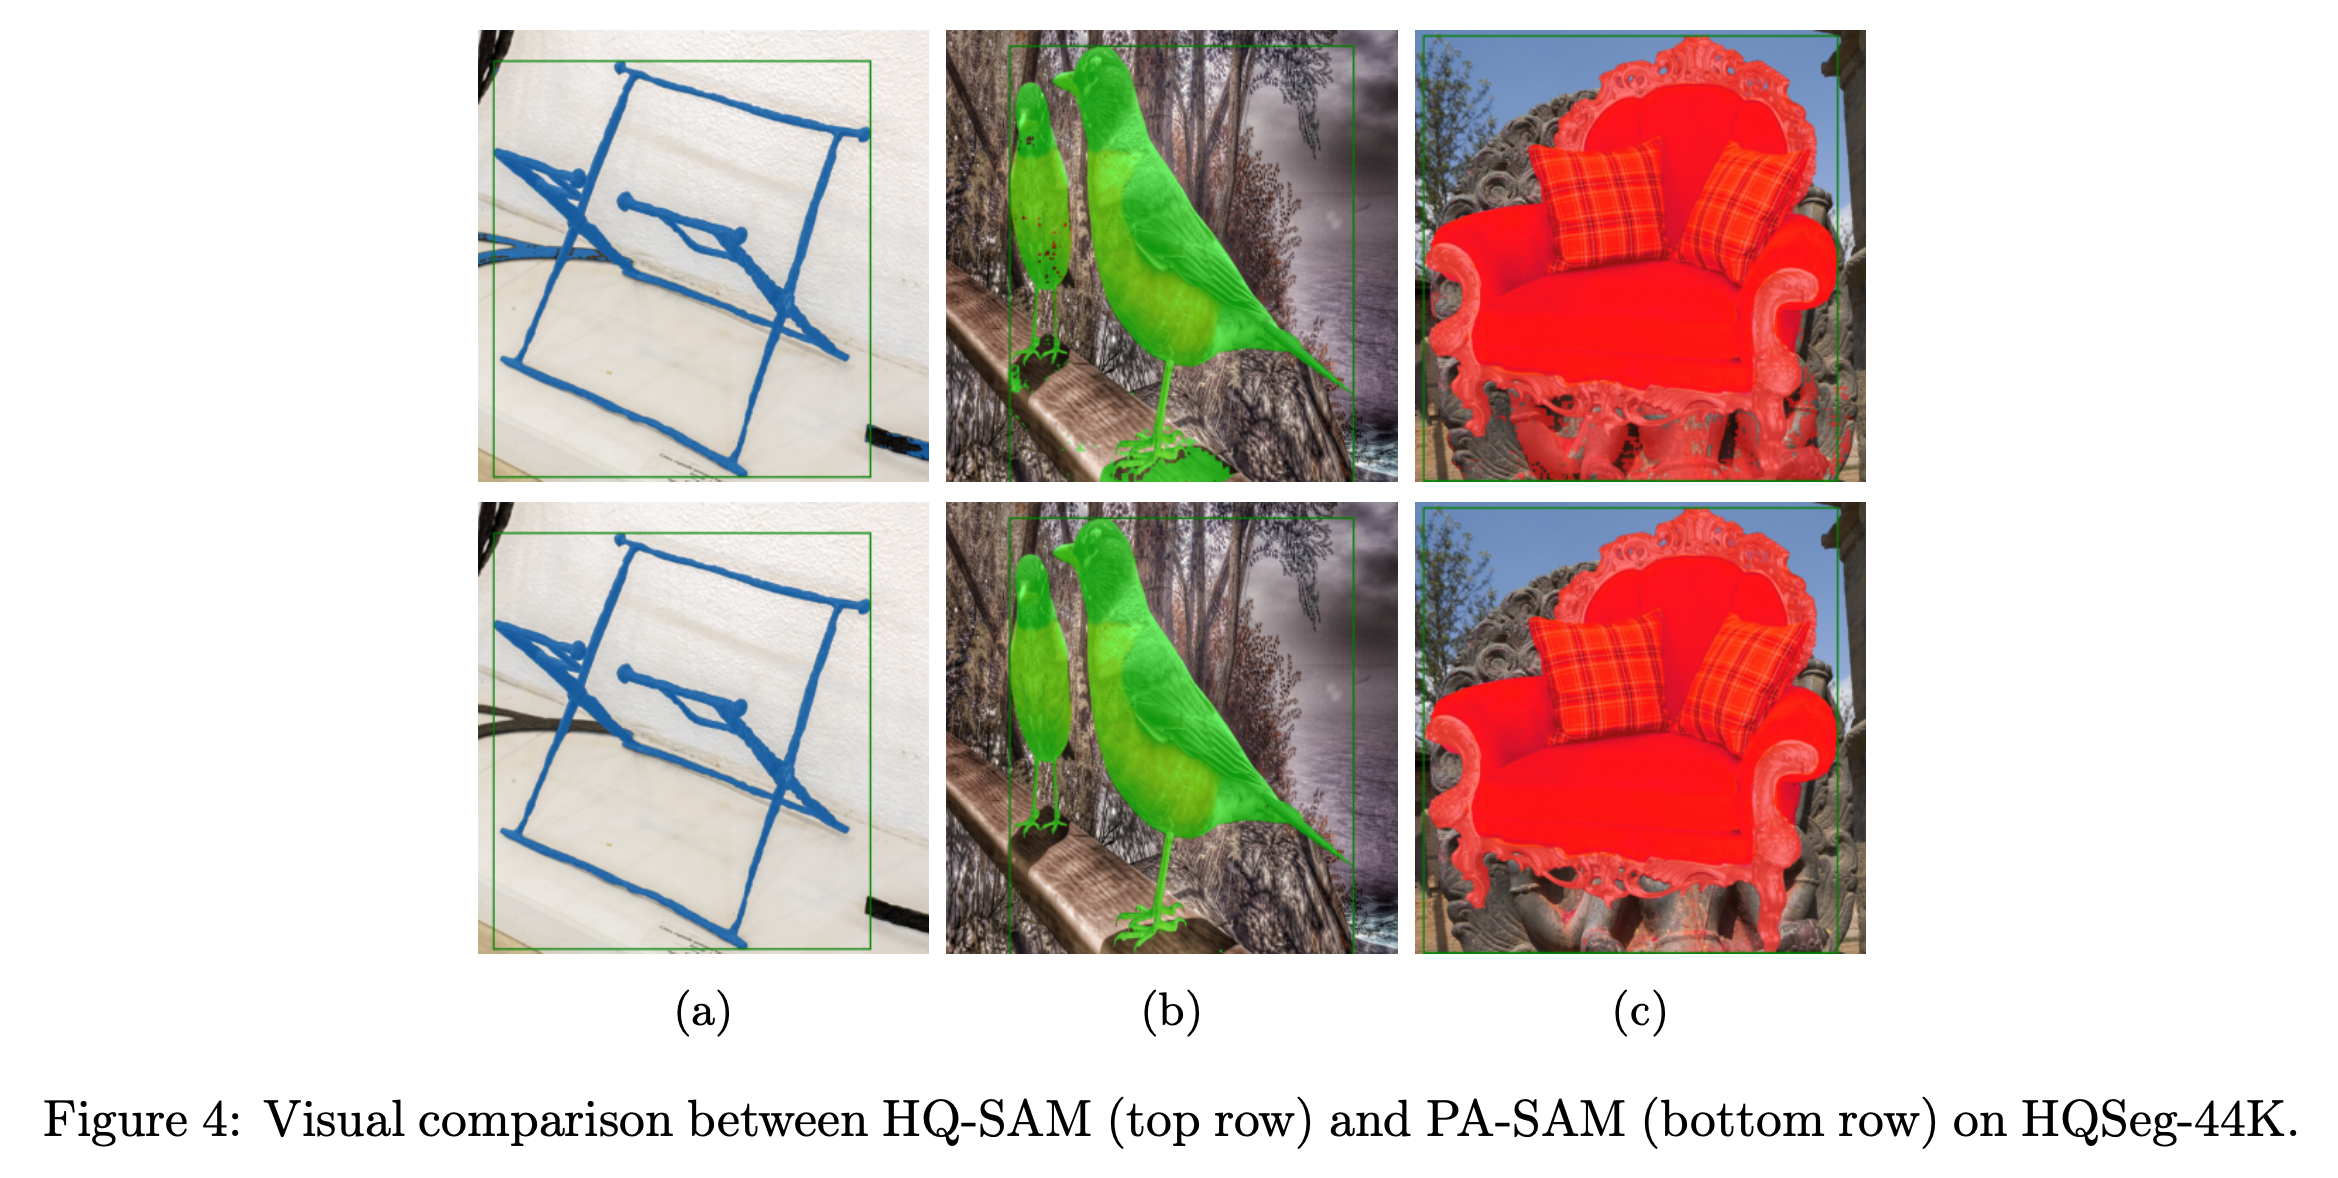 (a)
(b)
(c)
Figure 4: Visual comparison between HQ-SAM (top row) and PA-SAM (bottom row) on HQSeg-44K.